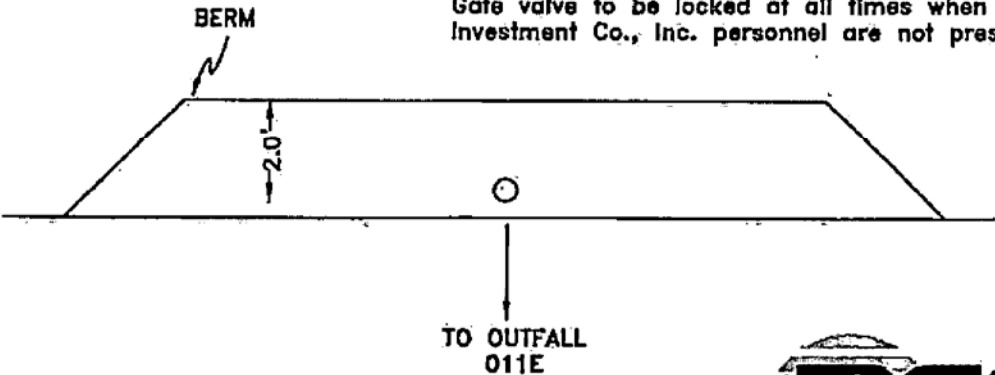 Gate valve to be locked at all times when
Investment Co., Inc. personnel are not pres
BERM
2.0'
TO OUTFALL
011E